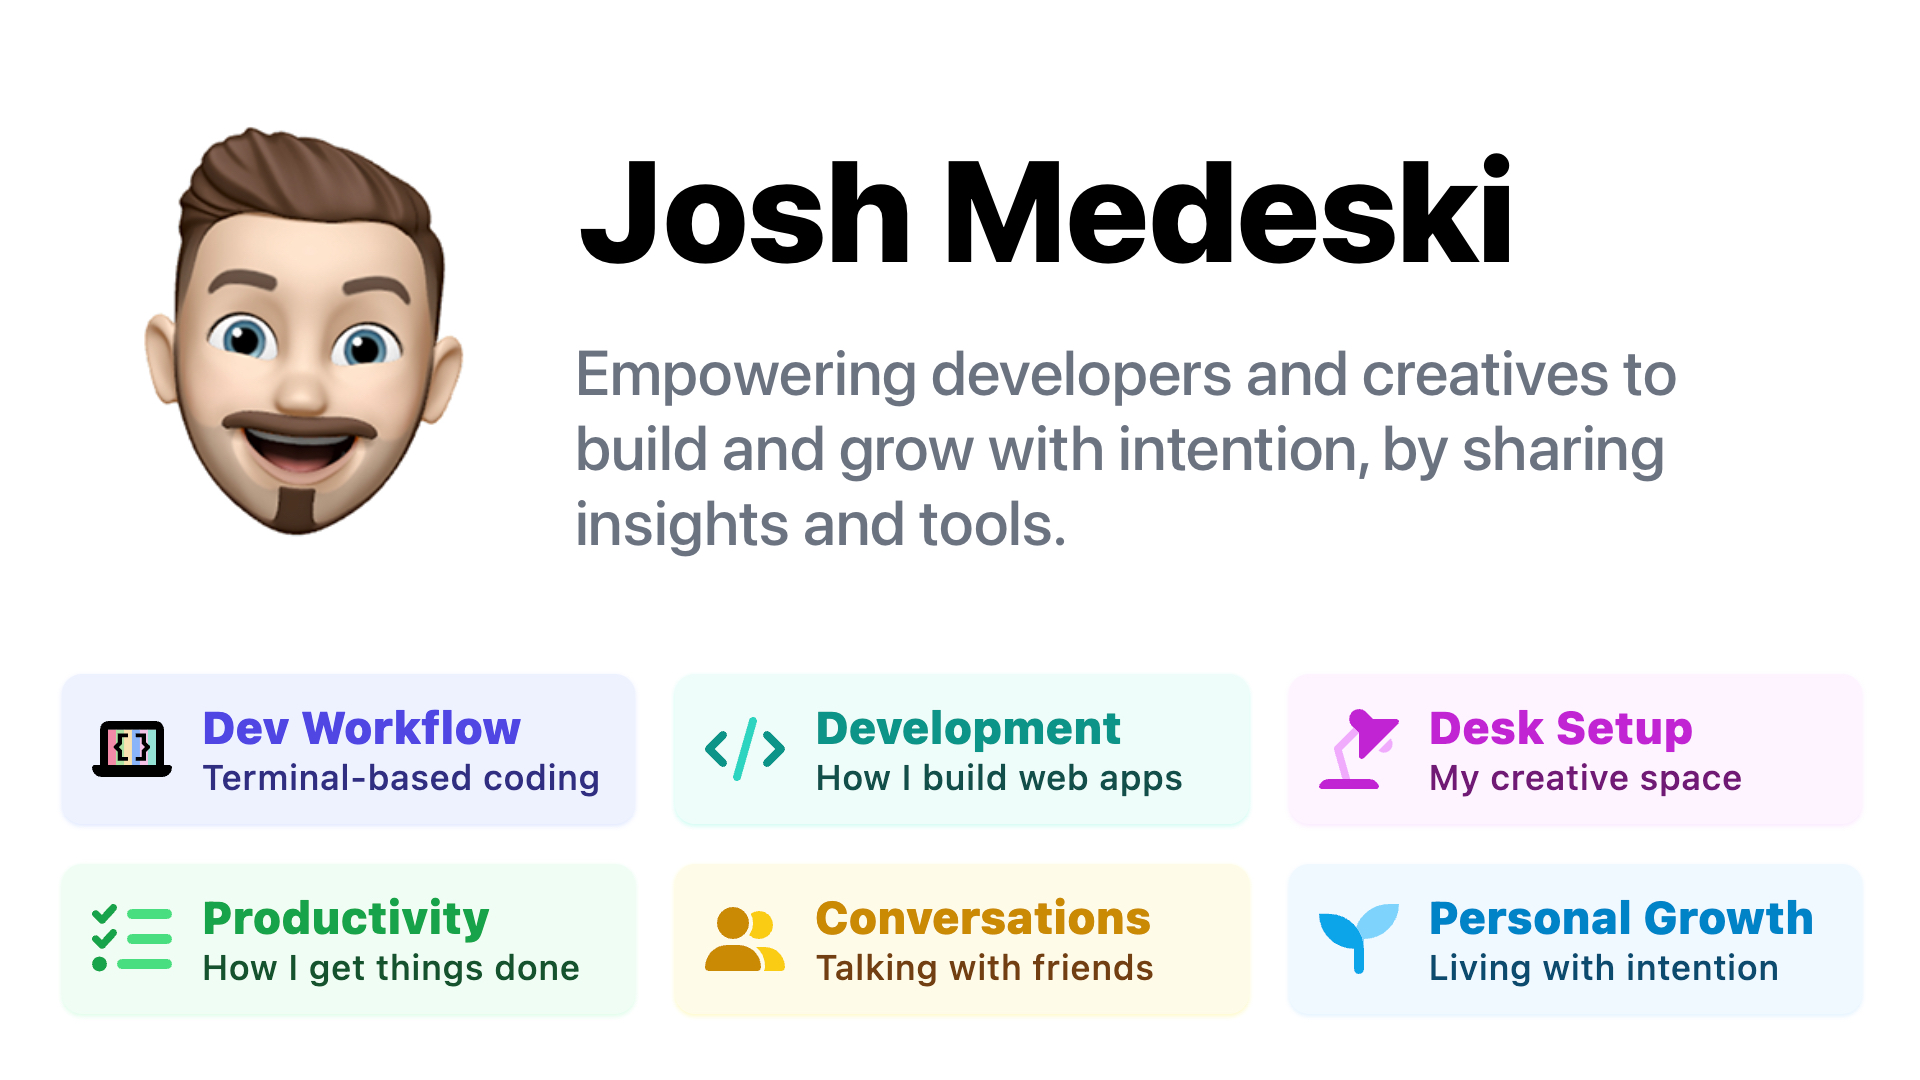 Josh Medeski
Empowering developers and creatives to
build and grow with intention, by sharing
insights and tools.
Dev Workflow
Terminal-based coding
Development
How I build web apps
Desk Setup
My creative space
Productivity
How I get things done
Conversations
Talking with friends
Personal Growth
Living with intention